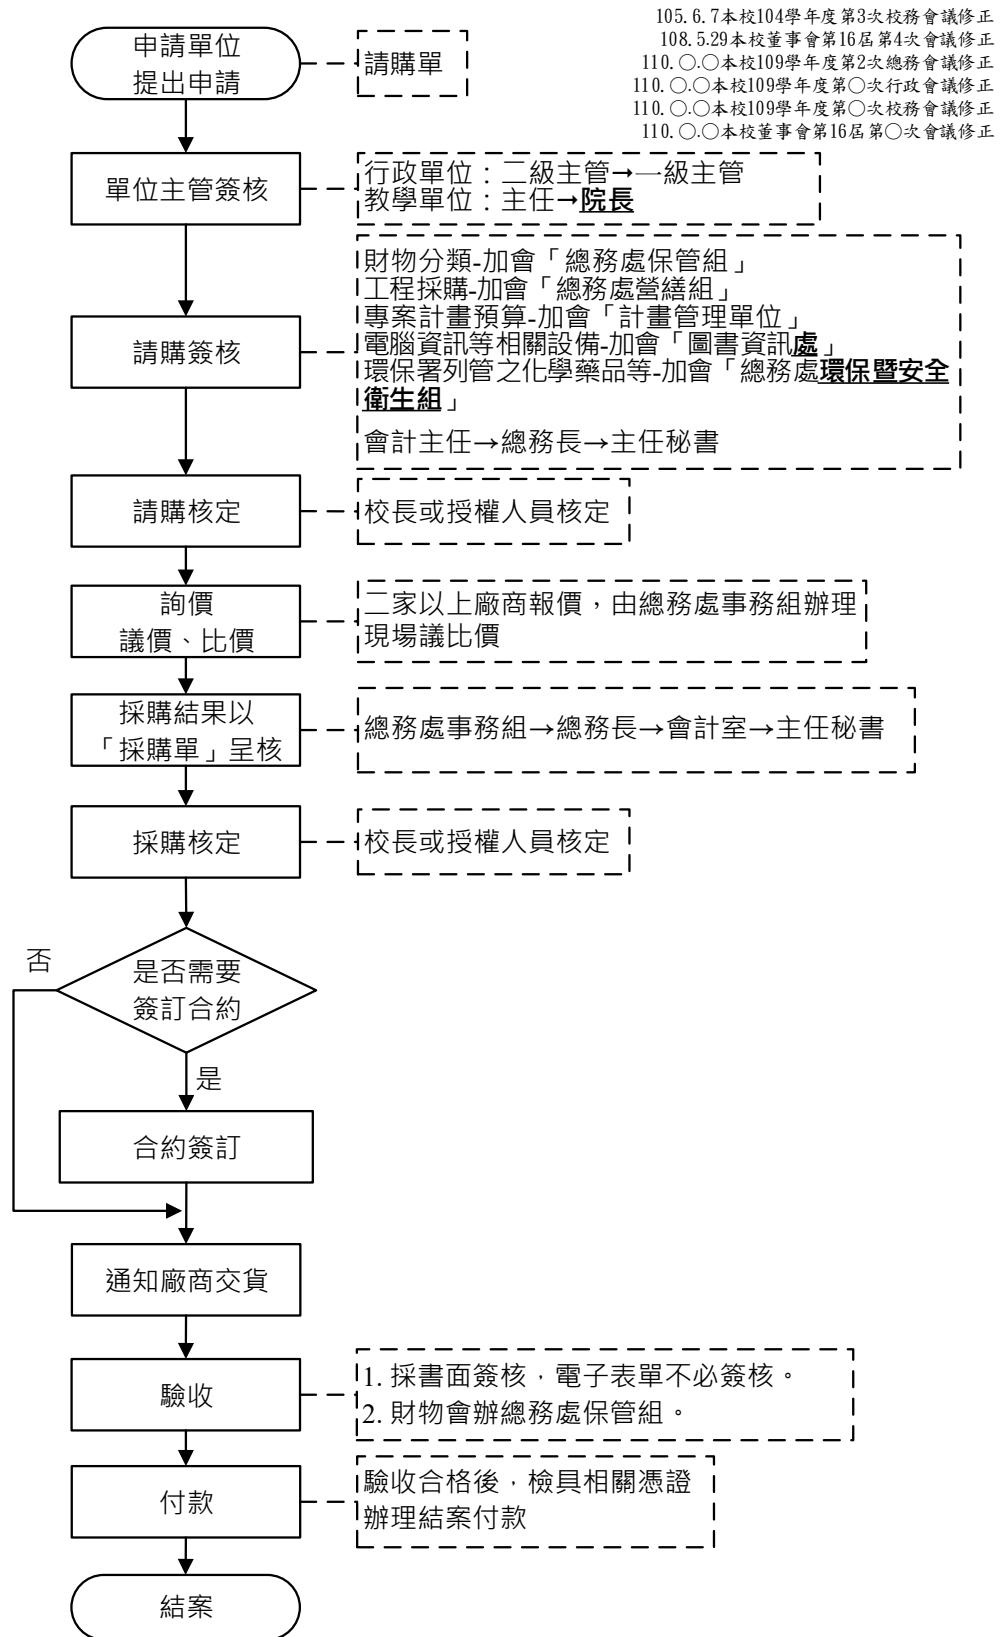 105.6.7本校104學年度第3次校務會議修正
108.5.29本校董事會第16屆第4次會議修正
110.○.○本校109學年度第2次總務會議修正
110.○.○本校109學年度第○次行政會議修正
110.○.○本校109學年度第○次校務會議修正
110.○.○本校董事會第16屆第○次會議修正
申請單位
提出申請
請購單
單位主管簽核
行政單位：二級主管→一級主管
教學單位：主任→院長
請購簽核
財物分類-加會「總務處保管組」
工程採購-加會「總務處營繕組」
專案計畫預算-加會「計畫管理單位」
電腦資訊等相關設備-加會「圖書資訊處」
環保署列管之化學藥品等-加會「總務處環保暨安全
衛生組」
會計主任→總務長→主任秘書
請購核定
校長或授權人員核定
詢價
議價、比價
二家以上廠商報價，由總務處事務組辦理
現場議比價
採購結果以
「採購單」呈核
總務處事務組→總務長→會計室→主任秘書
採購核定
校長或授權人員核定
是否需要
簽訂合約
否
是
合約簽訂
通知廠商交貨
驗收
1. 採書面簽核，電子表單不必簽核。
2. 財物會辦總務處保管組。
付款
驗收合格後，檢具相關憑證
辦理結案付款
結案